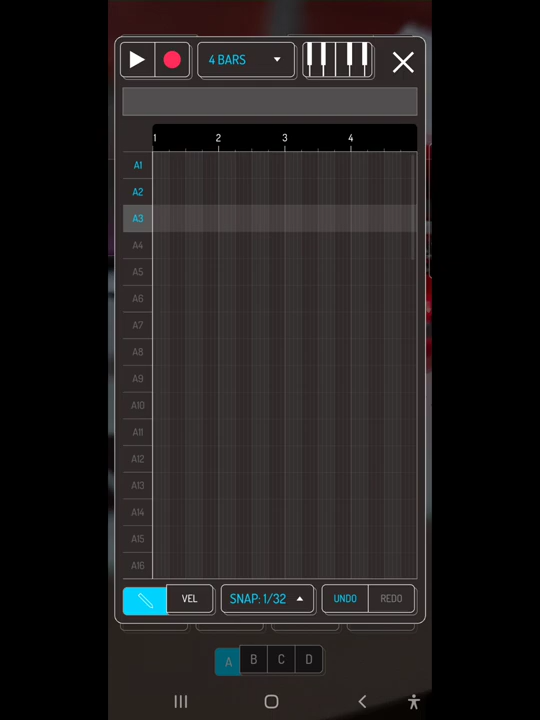 4 BARS
1 2 3 4
A1
A2
A3
A4
A5
A6
A7
A8
A9
A10
A11
A12
A13
A14
A15
A16
VEL SNAP: 1/32 UNDO REDO
A B C D